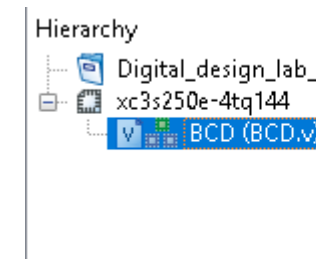 Hierarchy
Digital_design_lab_
xc3s250e-4tq144
V BCD (BCD.v)